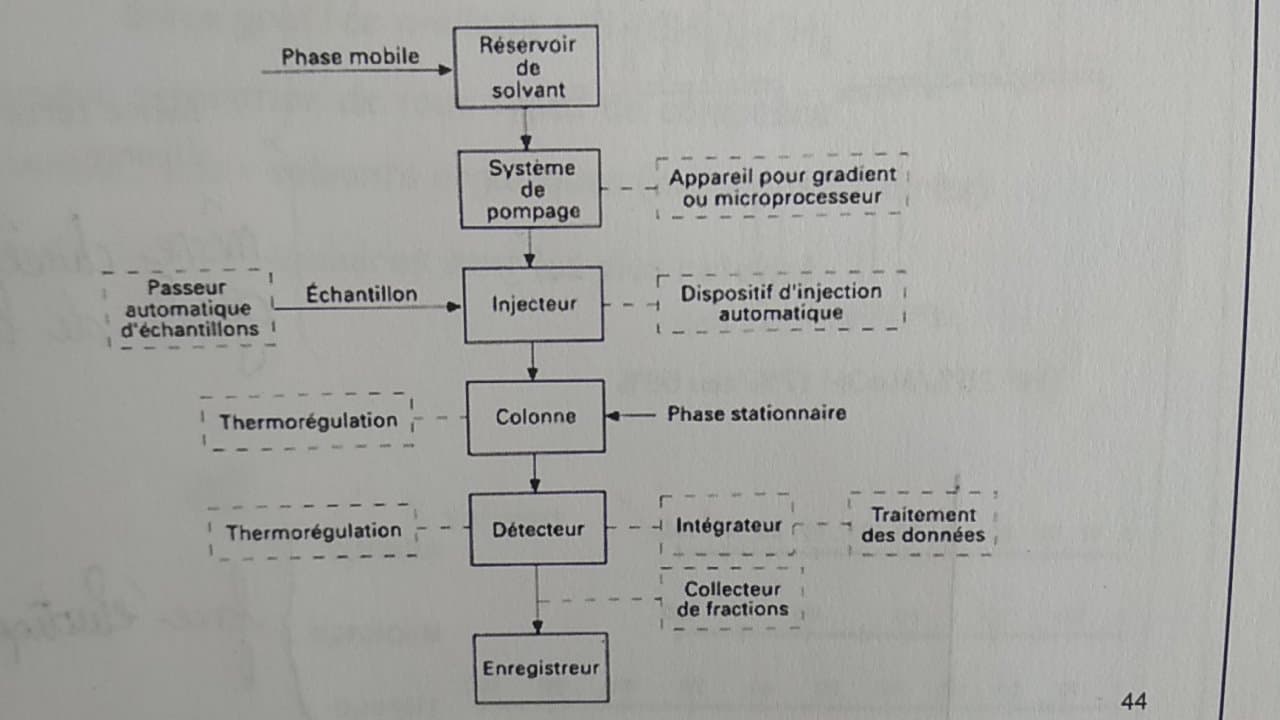 Phase mobile
Réservoir
de
solvant
Système
de
pompage
Appareil pour gradient
ou microprocesseur
Passeur
automatique
d'échantillons
Échantillon
Injecteur
Dispositif d'injection
automatique
Thermorégulation
Colonne
Phase stationnaire
Thermorégulation
Détecteur
Intégrateur
Traitement
des données
Collecteur
de fractions
Enregistreur
44